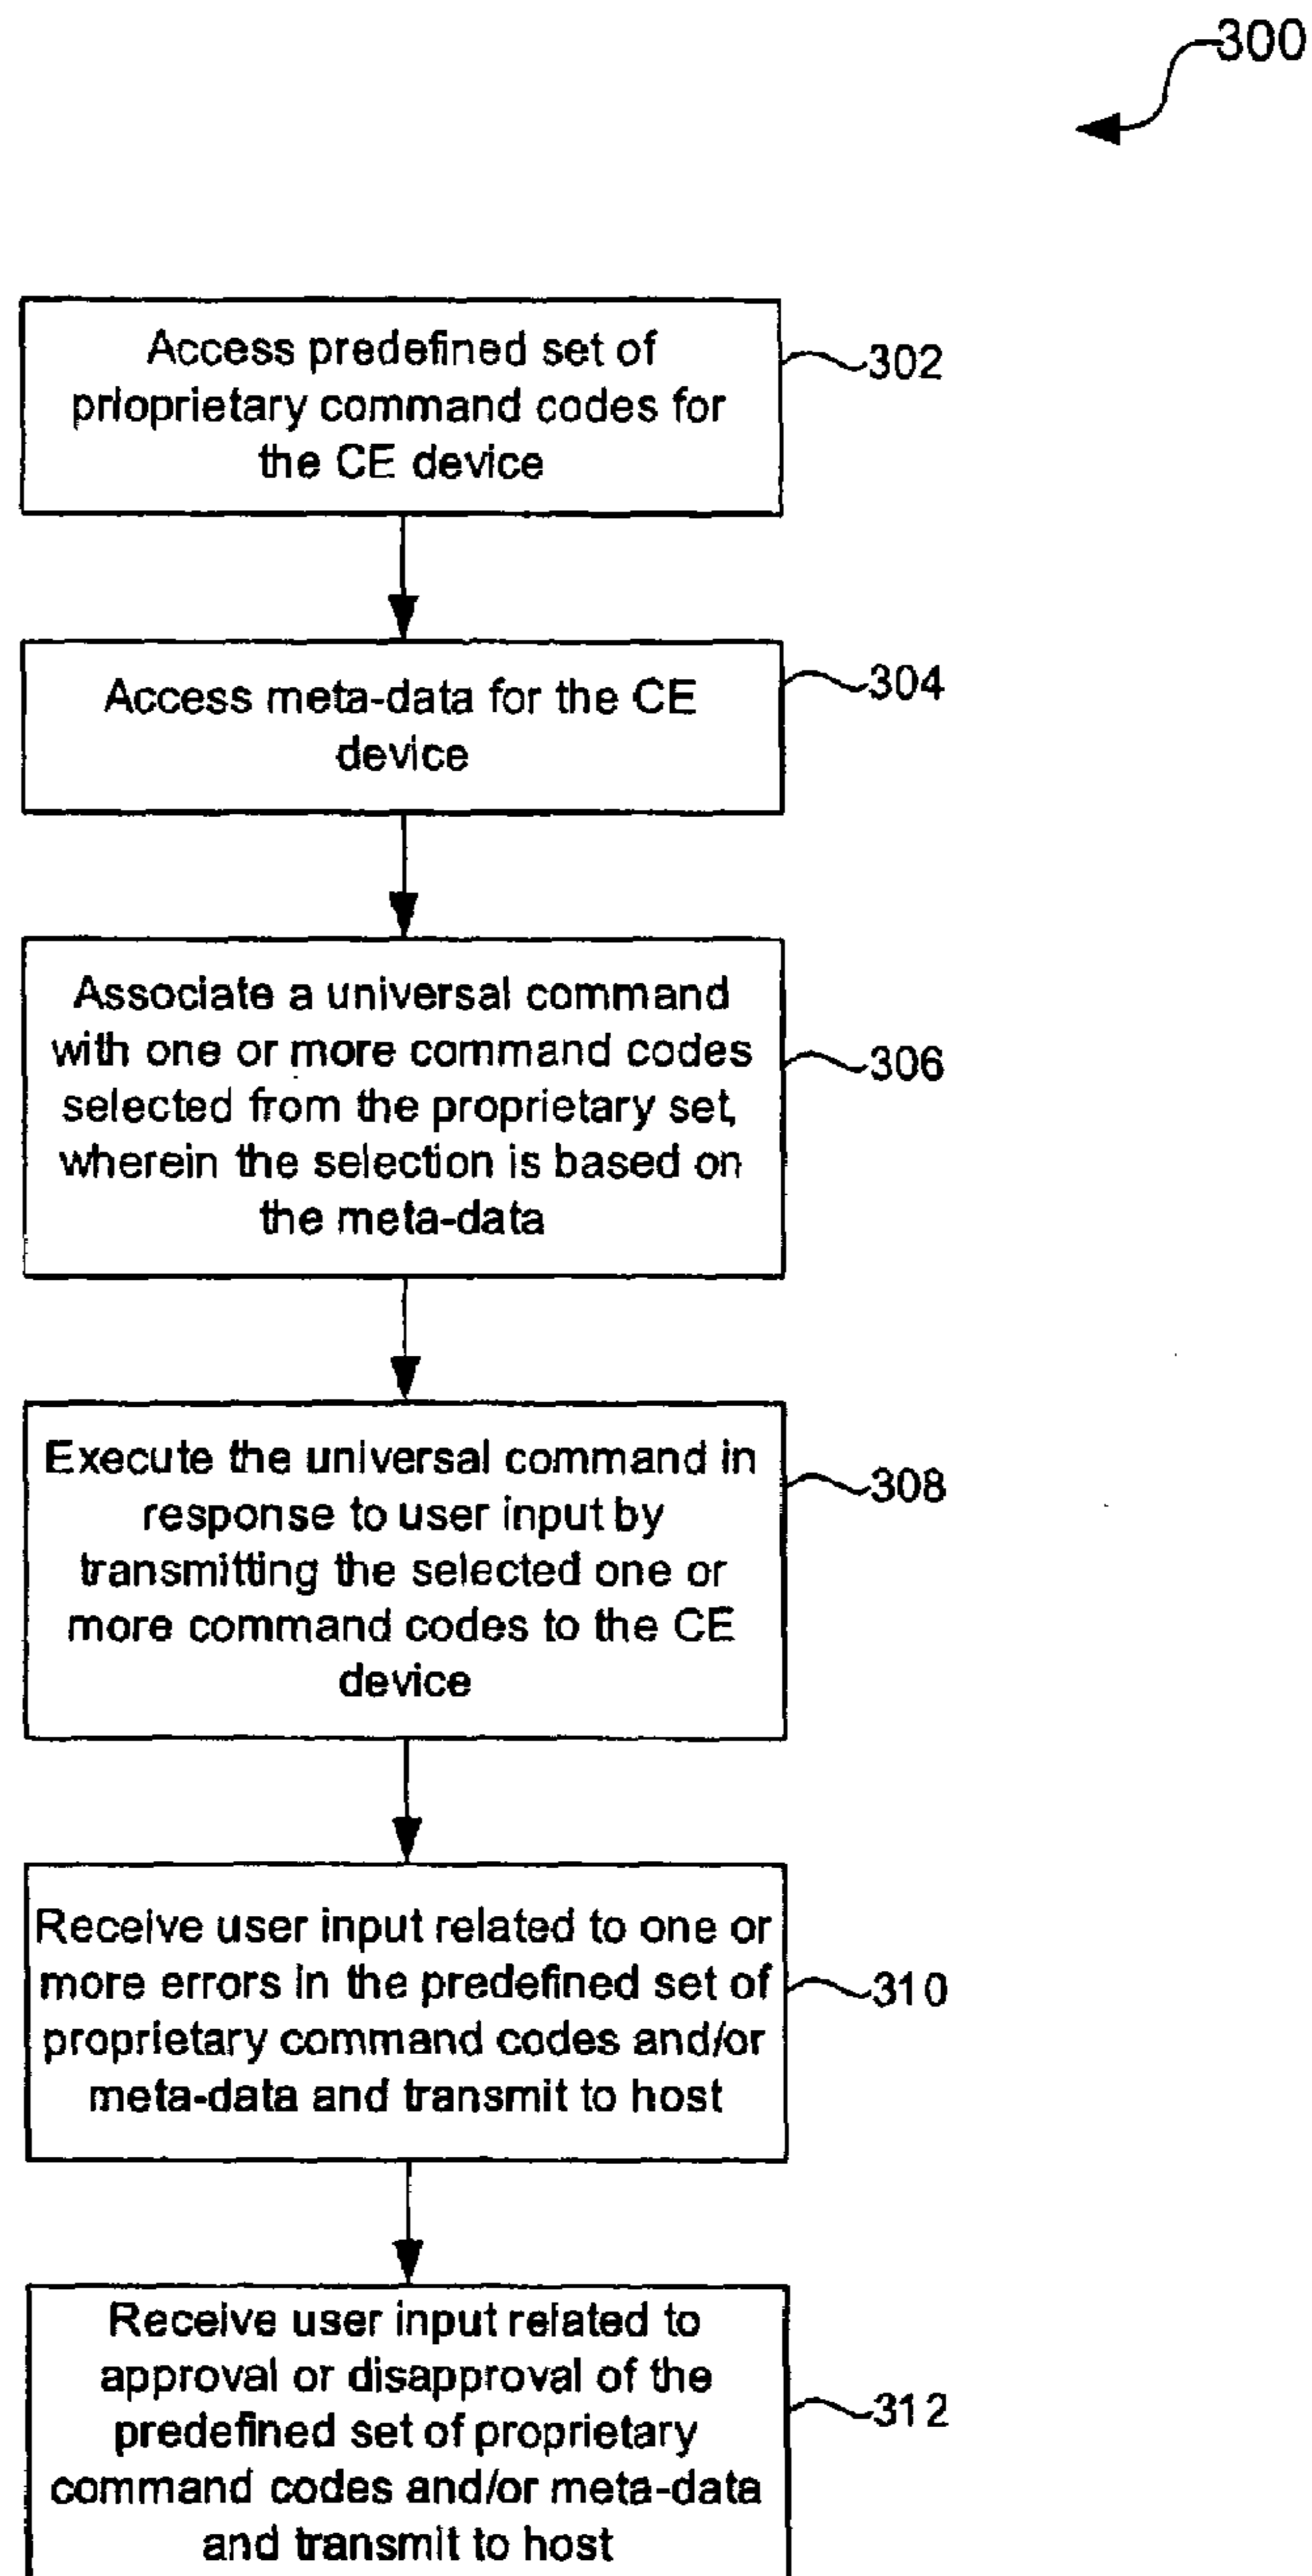 300
Access predefined set of
prloprietary command codes for
the CE device
302
Access meta-data for the CE
device
304
Associate a universal command
with one or more command codes
selected from the proprietary set,
wherein the selection is based on
the meta-data
306
Execute the universal command in
response to user input by
transmitting the selected one or
more command codes to the CE
device
308
Receive user input related to one or
more errors in the predefined set of
proprietary command codes and/or
meta-data and transmit to host
310
Receive user input related to
approval or disapproval of the
predefined set of proprietary
command codes and/or meta-data
and transmit to host
312